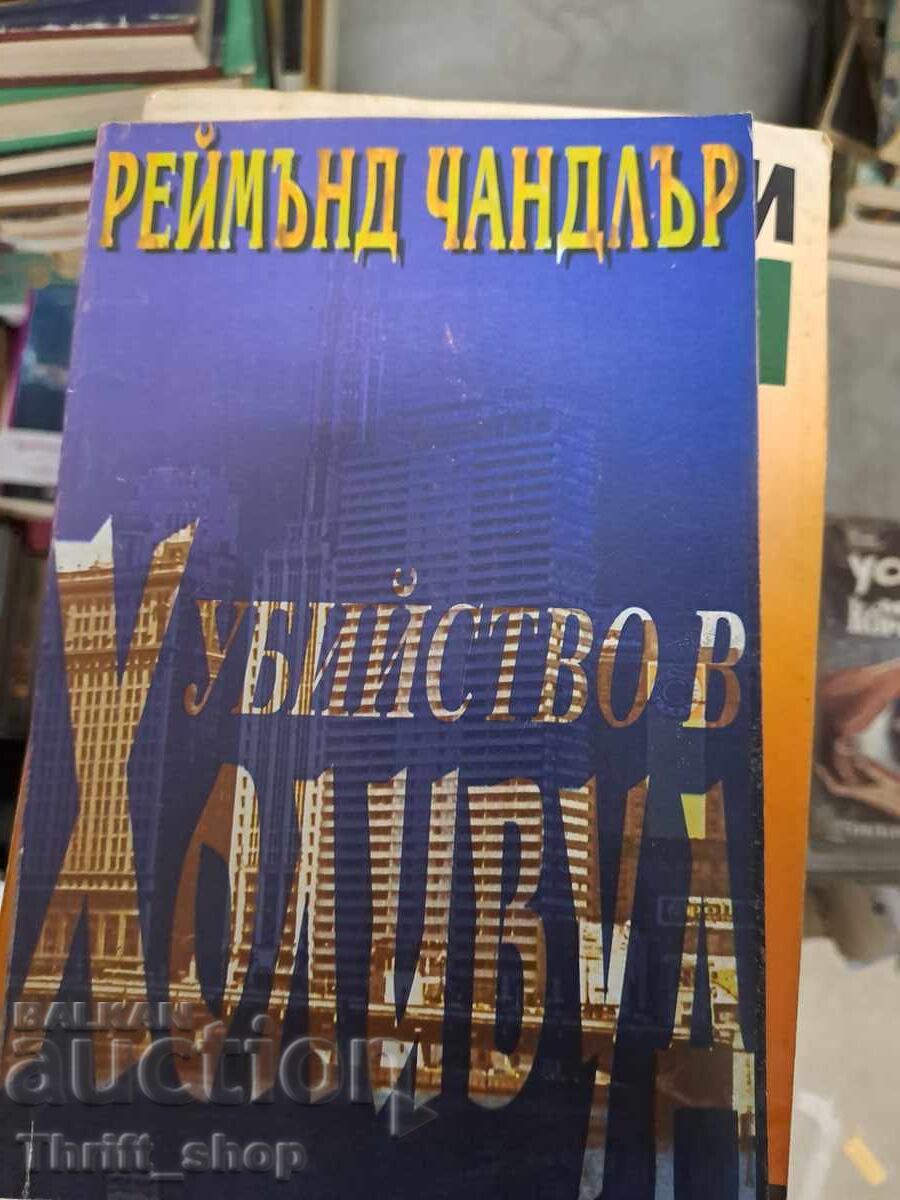 РЕЙМЪНД ЧАНДЛЪР
И
УБИЙСТВО В
ХОЛИВУД
BALKAN
auction
Thrift_shop